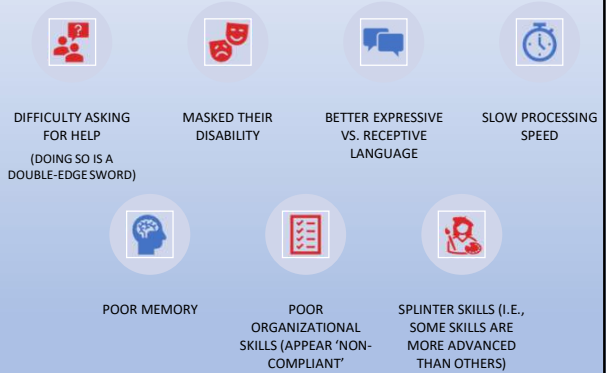 DIFFICULTY ASKING
FOR HELP
(DOING SO IS A
DOUBLE-EDGE SWORD)
MASKED THEIR
DISABILITY
BETTER EXPRESSIVE
VS. RECEPTIVE
LANGUAGE
SLOW PROCESSING
SPEED
POOR MEMORY
POOR
ORGANIZATIONAL
SKILLS (APPEAR ‘NON-
COMPLIANT’
SPLINTER SKILLS (I.E.,
SOME SKILLS ARE
MORE ADVANCED
THAN OTHERS)